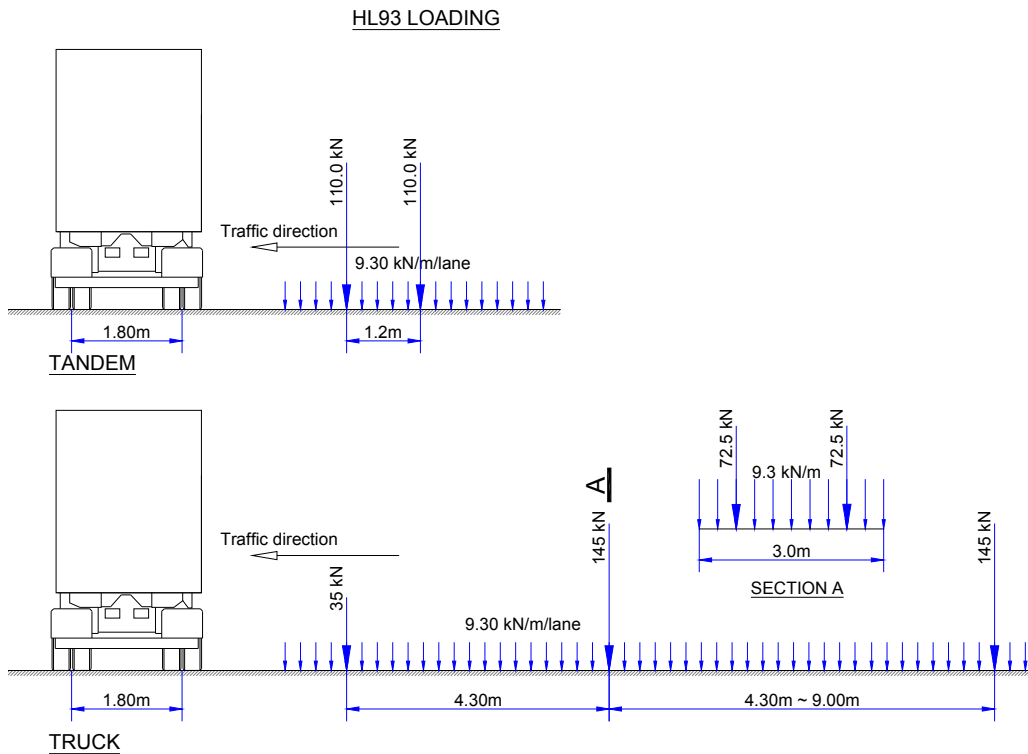 HL93 LOADING
110.0 kN
110.0 kN
Traffic direction
9.30 kN/m/lane
1.80m
1.2m
TANDEM
72.5 kN
72.5 kN
9.3 kN/m
A
145 kN
145 kN
3.0m
Traffic direction
SECTION A
35 kN
9.30 kN/m/lane
1.80m
4.30m
4.30m ~ 9.00m
TRUCK